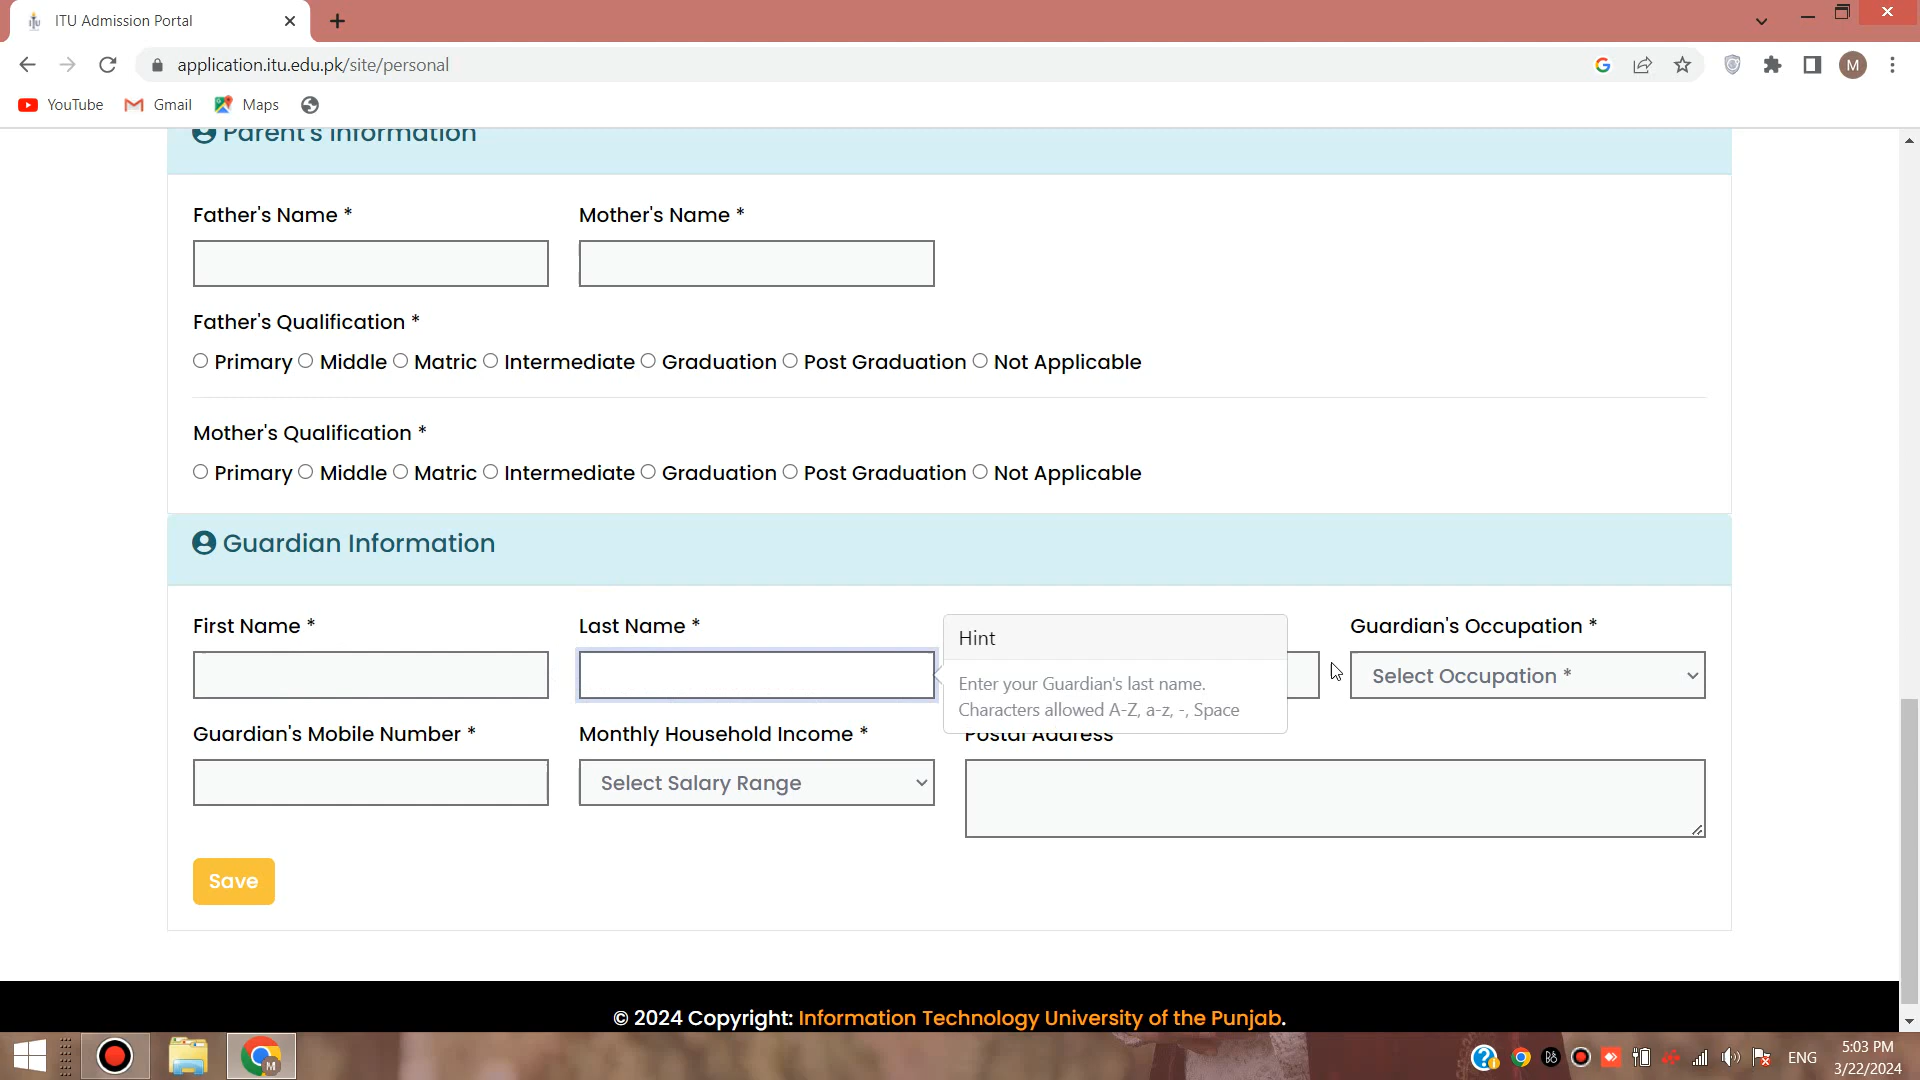 ITU Admission Portal
application.itu.edu.pk/site/personal
M
YouTube
Gmail
Maps
Parent's Information
Father's Name *
Mother's Name *
Father's Qualification *
Primary Middle Matric Intermediate Graduation Post Graduation Not Applicable
Mother's Qualification *
Primary Middle Matric Intermediate Graduation Post Graduation Not Applicable
Guardian Information
First Name *
Last Name *
Hint
Enter your Guardian's last name.
Characters allowed A-Z, a-z, -, Space
Guardian's Occupation *
Select Occupation *
Guardian's Mobile Number *
Monthly Household Income *
Postal Address
Select Salary Range
Save
© 2024 Copyright: Information Technology University of the Punjab.
M
ENG
5:03 PM
3/22/2024